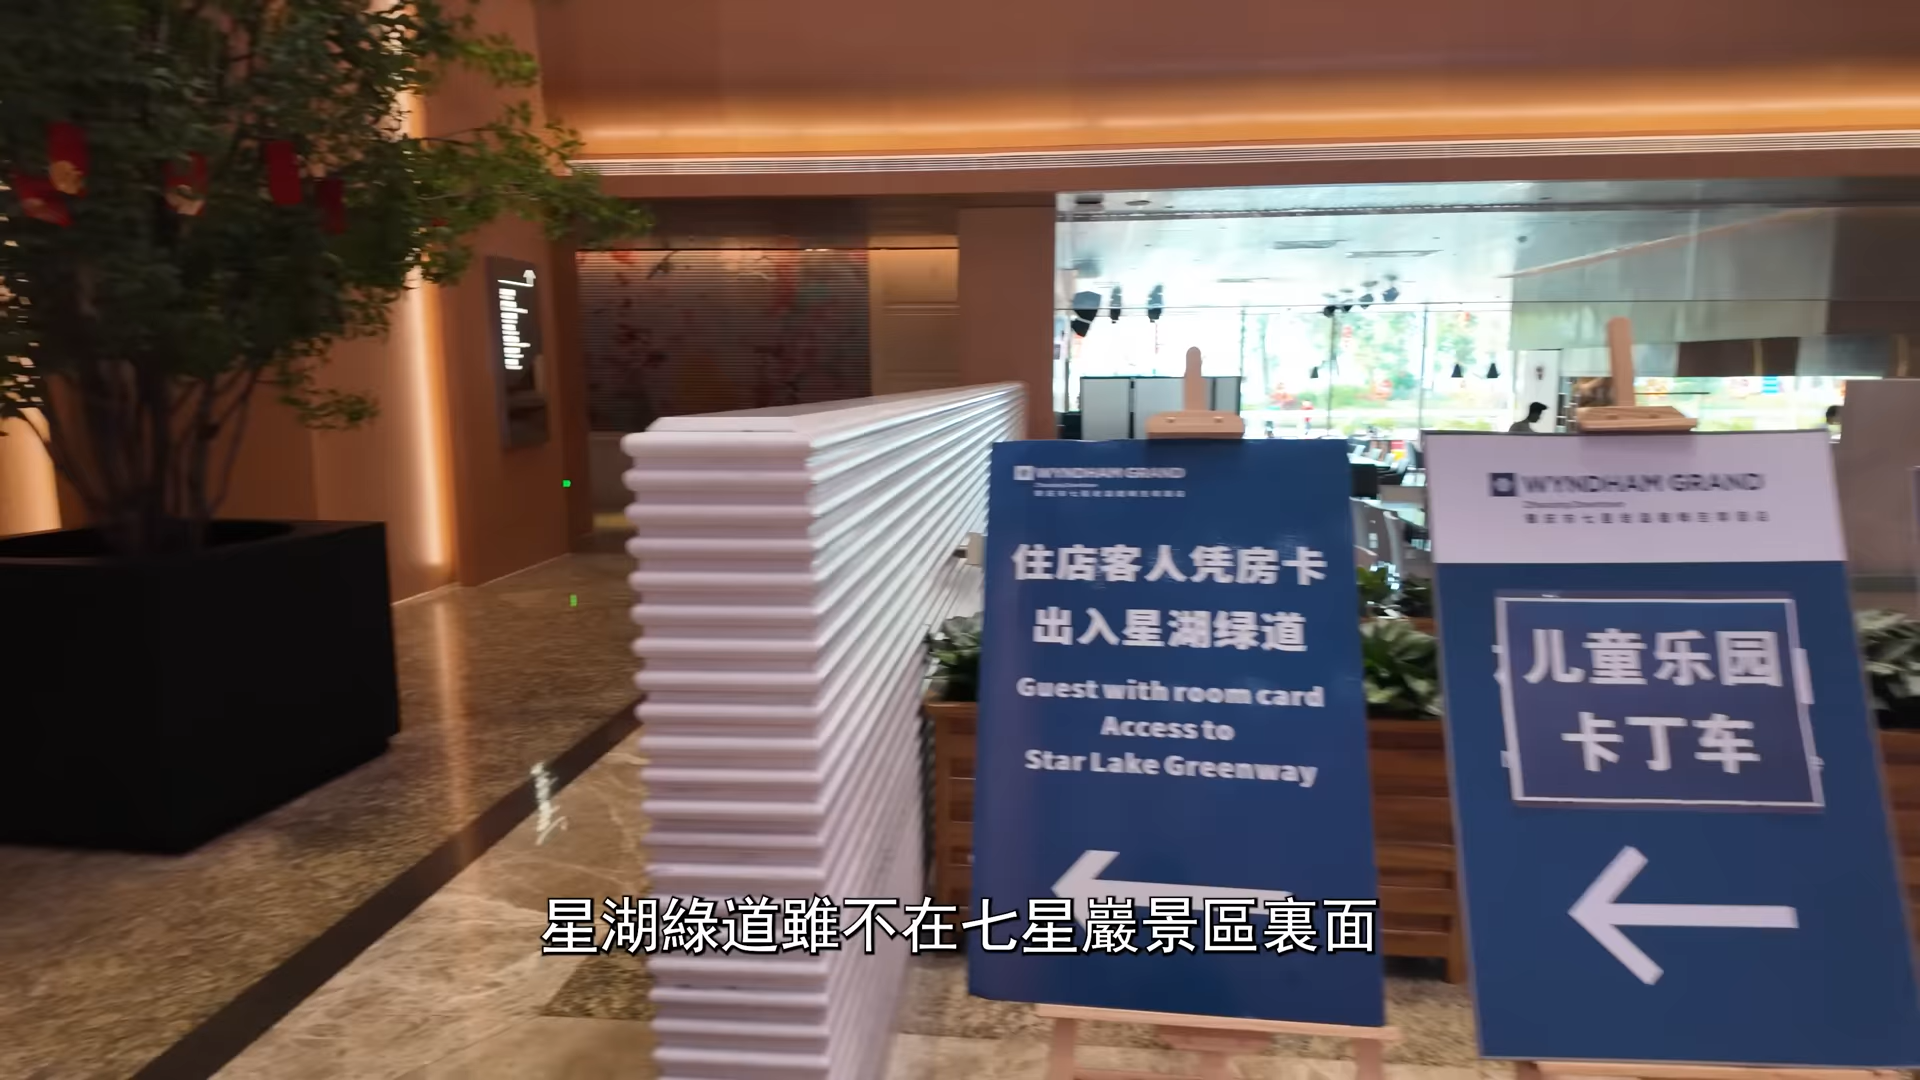 WYNDHAM GRAND
住店客人凭房卡
出入星湖绿道
Guest with room card
Access to
Star Lake Greenway
WYNDHAM GRAND
儿童乐园
卡丁车
星湖綠道雖不在七星巖景區裏面